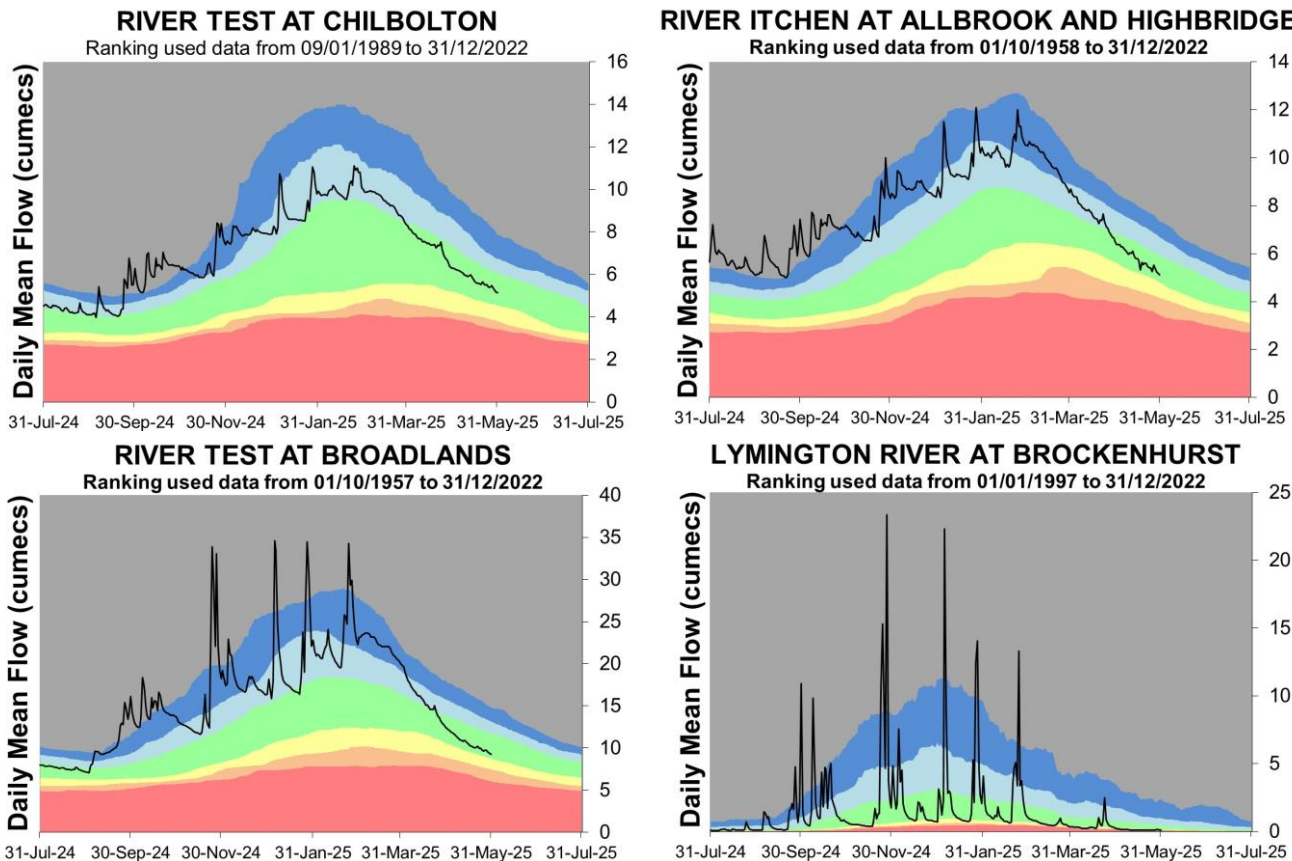 RIVER TEST AT CHILBOLTON
Ranking used data from 09/01/1989 to 31/12/2022
Daily Mean Flow (cumecs)
16
14
12
10
8
6
4
2
0
31-Jul-24 30-Sep-24 30-Nov-24 31-Jan-25 31-Mar-25 31-May-25 31-Jul-25
RIVER ITCHEN AT ALLBROOK AND HIGHBRIDGE
Ranking used data from 01/10/1958 to 31/12/2022
Daily Mean Flow (cumecs)
14
12
10
8
6
4
2
0
31-Jul-24 30-Sep-24 30-Nov-24 31-Jan-25 31-Mar-25 31-May-25 31-Jul-25
RIVER TEST AT BROADLANDS
Ranking used data from 01/10/1957 to 31/12/2022
Daily Mean Flow (cumecs)
40
35
30
25
20
15
10
5
0
31-Jul-24 30-Sep-24 30-Nov-24 31-Jan-25 31-Mar-25 31-May-25 31-Jul-25
LYMINGTON RIVER AT BROCKENHURST
Ranking used data from 01/01/1997 to 31/12/2022
Daily Mean Flow (cumecs)
25
20
15
10
5
0
31-Jul-24 30-Sep-24 30-Nov-24 31-Jan-25 31-Mar-25 31-May-25 31-Jul-25